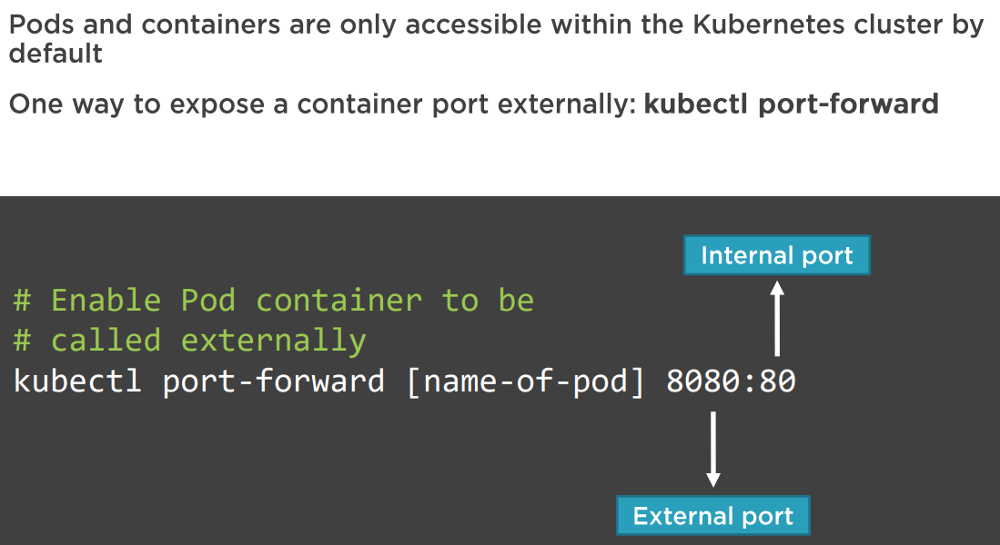 Pods and containers are only accessible within the Kubernetes cluster by
default
One way to expose a container port externally: kubectl port-forward
Internal port
# Enable Pod container to be
# called externally
kubectl port-forward [name-of-pod] 8080:80
External port